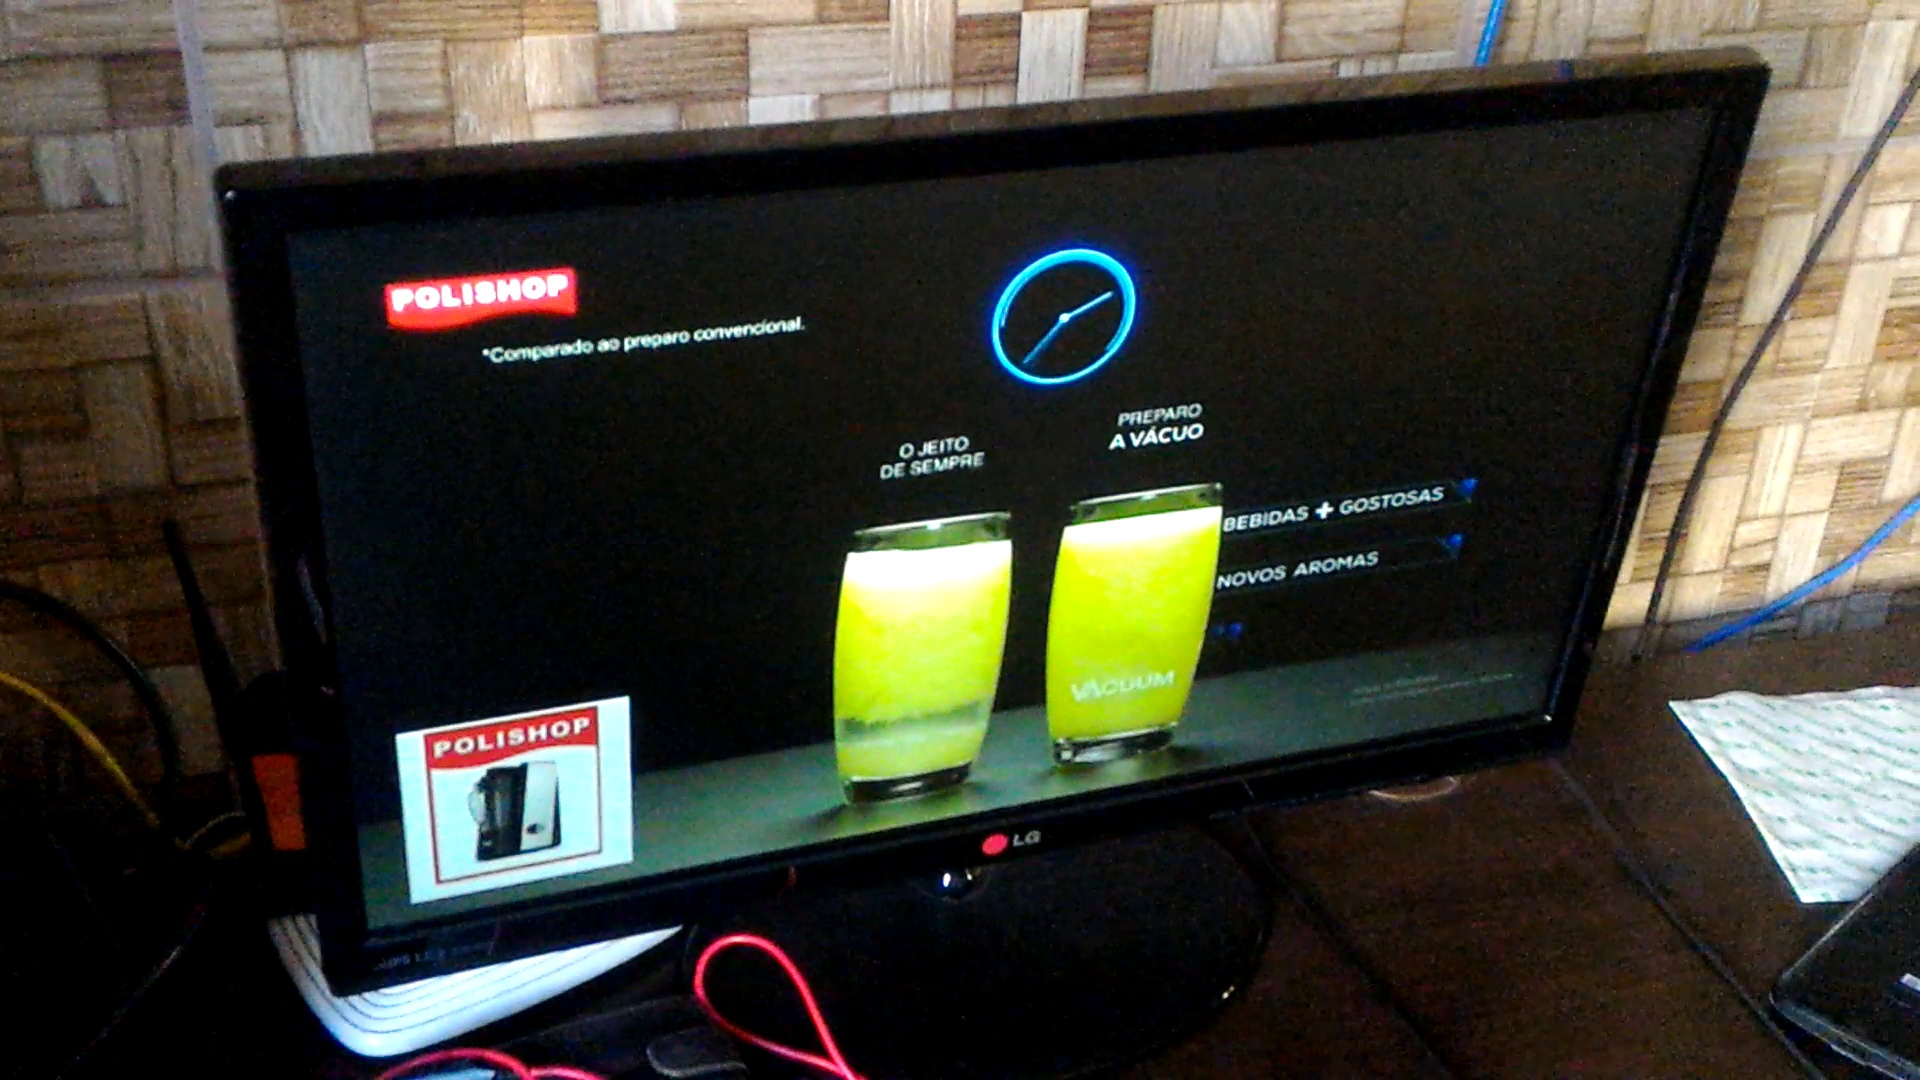 POLISHOP
*Comparado ao preparo convencional.
O JEITO
DE SEMPRE
PREPARO
A VÁCUO
BEBIDAS + GOSTOSAS
NOVOS AROMAS
VACUUM
POLISHOP
LG